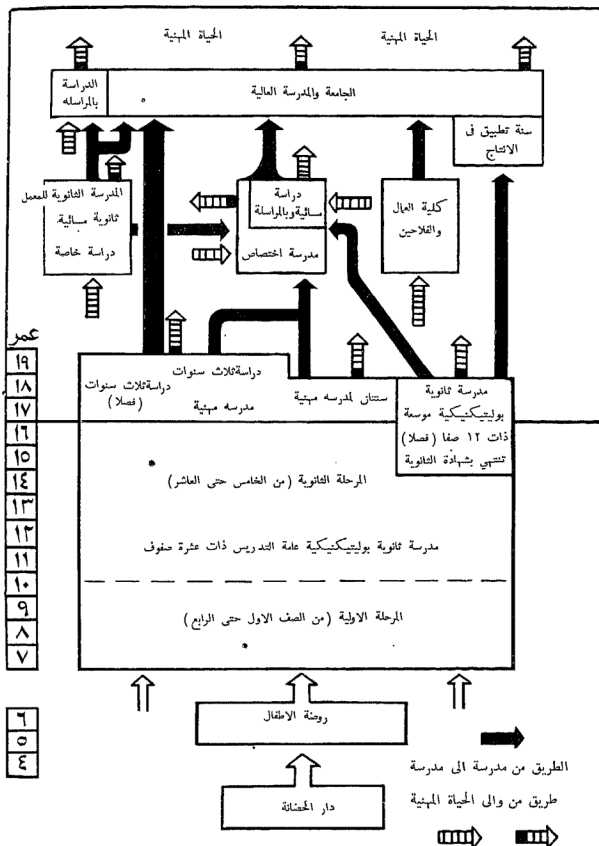 الحياة المهنية
الحياة المهنية
الجامعة والمدرسة العالية
الدراسة
بالمراسله
سنة تطبيق فى
الانتاج
كلية العمال
والفلاحين
دراسة
مسائية وبالمراسلة
مدرسة اختصاص
المدرسة الثانوية للمعمل
ثانوية مسائية.
دراسة خاصة
عمر
١٩
١٨
١٧
١٦
١٥
١٤
١٣
١٢
١١
١٠
٩
٨
٧
٦
٥
٤
مدرسة ثانوية
بوليتيكنيكية موسعة
ذات ١٢ صفا (فصلا)
تنتهي بشهادة الثانوية
سنتان لمدرسه مهنية
دراسة ثلاث سنوات
مدرسه مهنية
دراسة ثلاث سنوات
(فصلا)
المرحلة الثانوية (من الخامس حتى العاشر)
مدرسة ثانوية بوليتيكنيكية عامة التدريس ذات عشرة صفوف
المرحلة الاولية (من الصف الاول حتى الرابع)
روضة الاطفال
دار الحضانة
الطريق من مدرسة الى مدرسة
طريق من والى الحياة المهنية